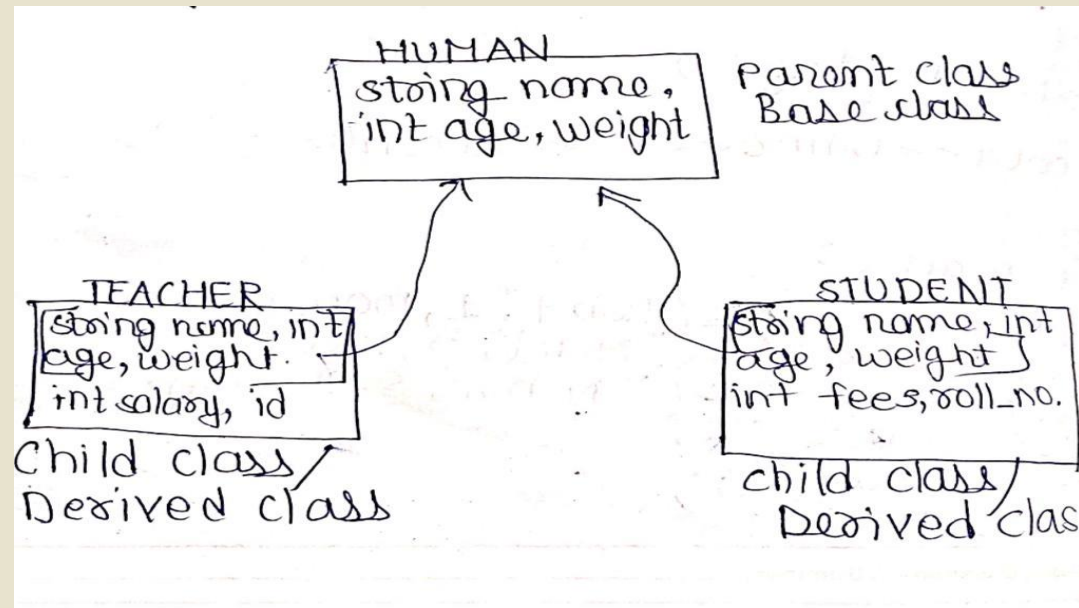 HUMAN
string name,
int age, weight
Parent class
Base class
TEACHER
string name, int
age, weight.
int salary, id
Child class/
Derived class
STUDENT
string name, int
age, weight
int fees, roll_no.
child class/
Derived clas